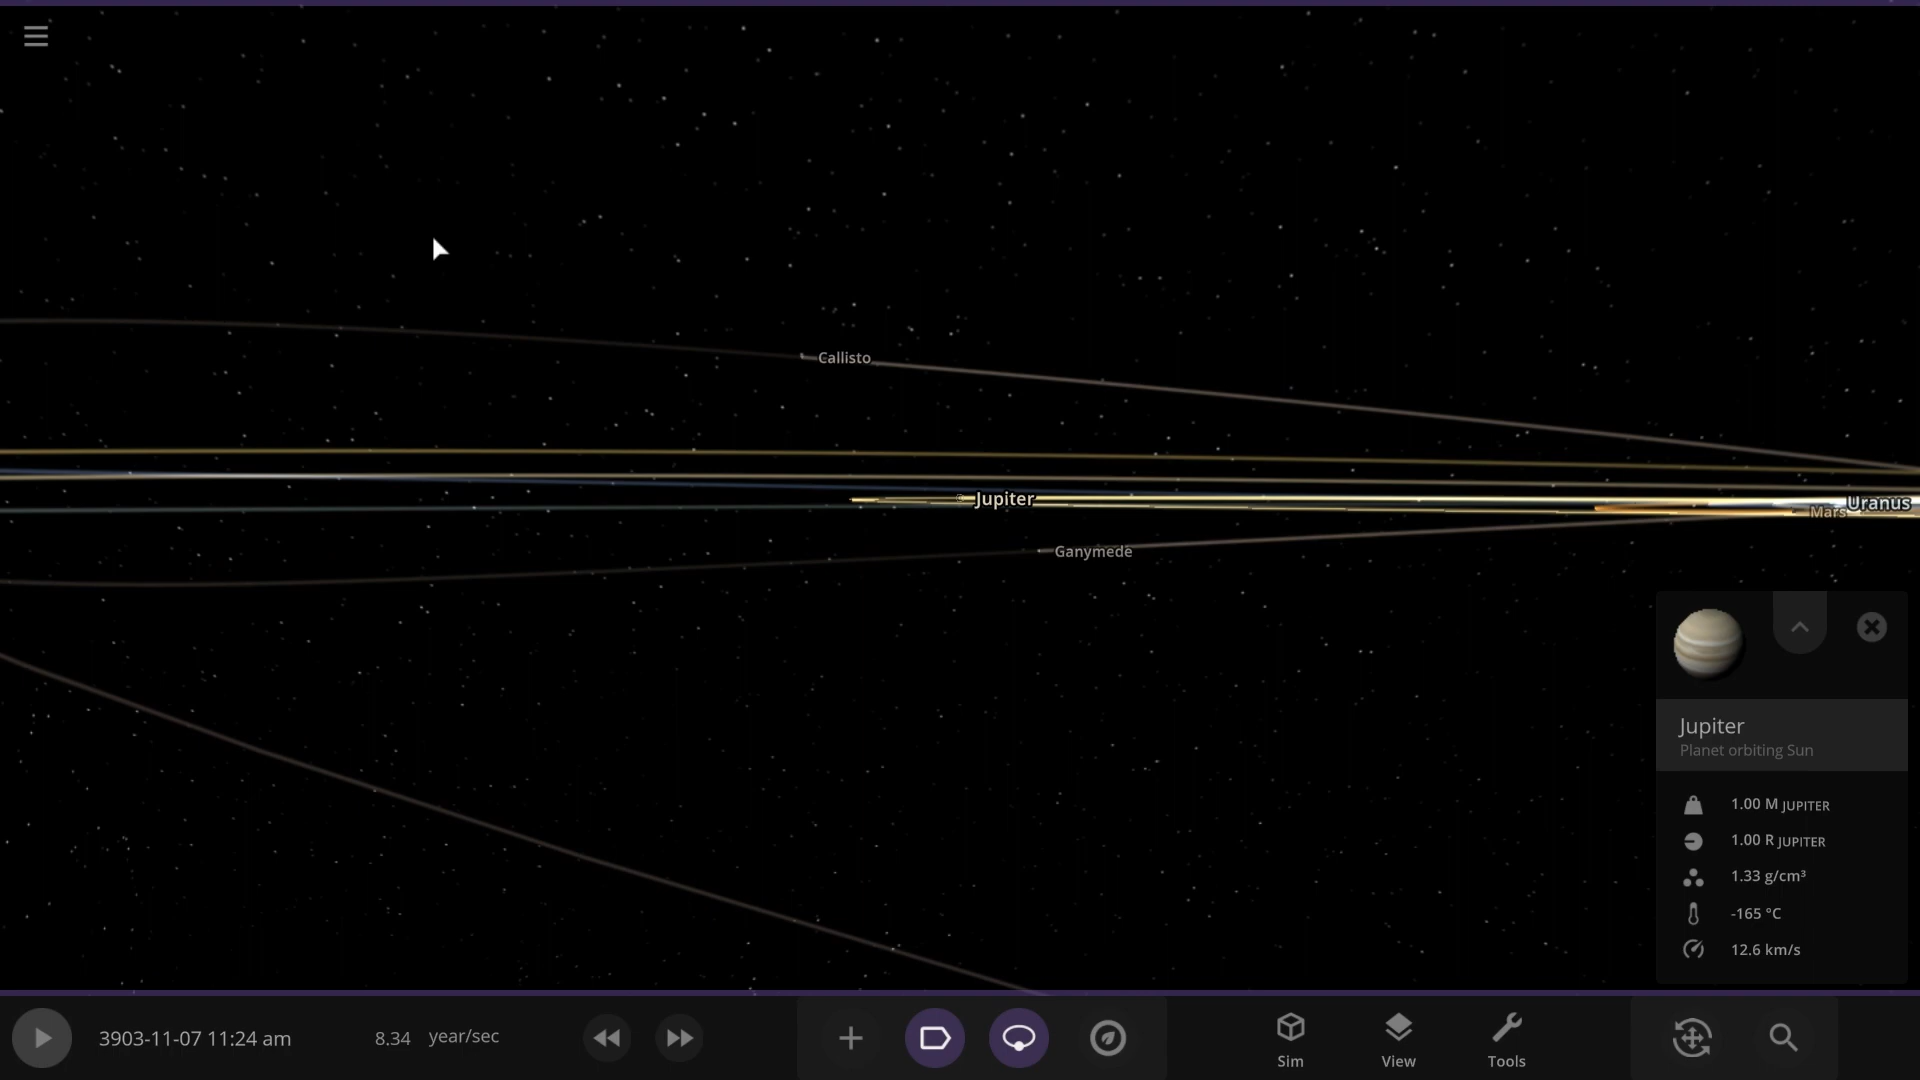 Callisto
Jupiter
Uranus
Mars
Ganymede
Jupiter
Planet orbiting Sun
1.00 M JUPITER
1.00 R JUPITER
1.33 g/cm³
-165 °C
12.6 km/s
3903-11-07 11:24 am
8.34 year/sec
Sim
View
Tools